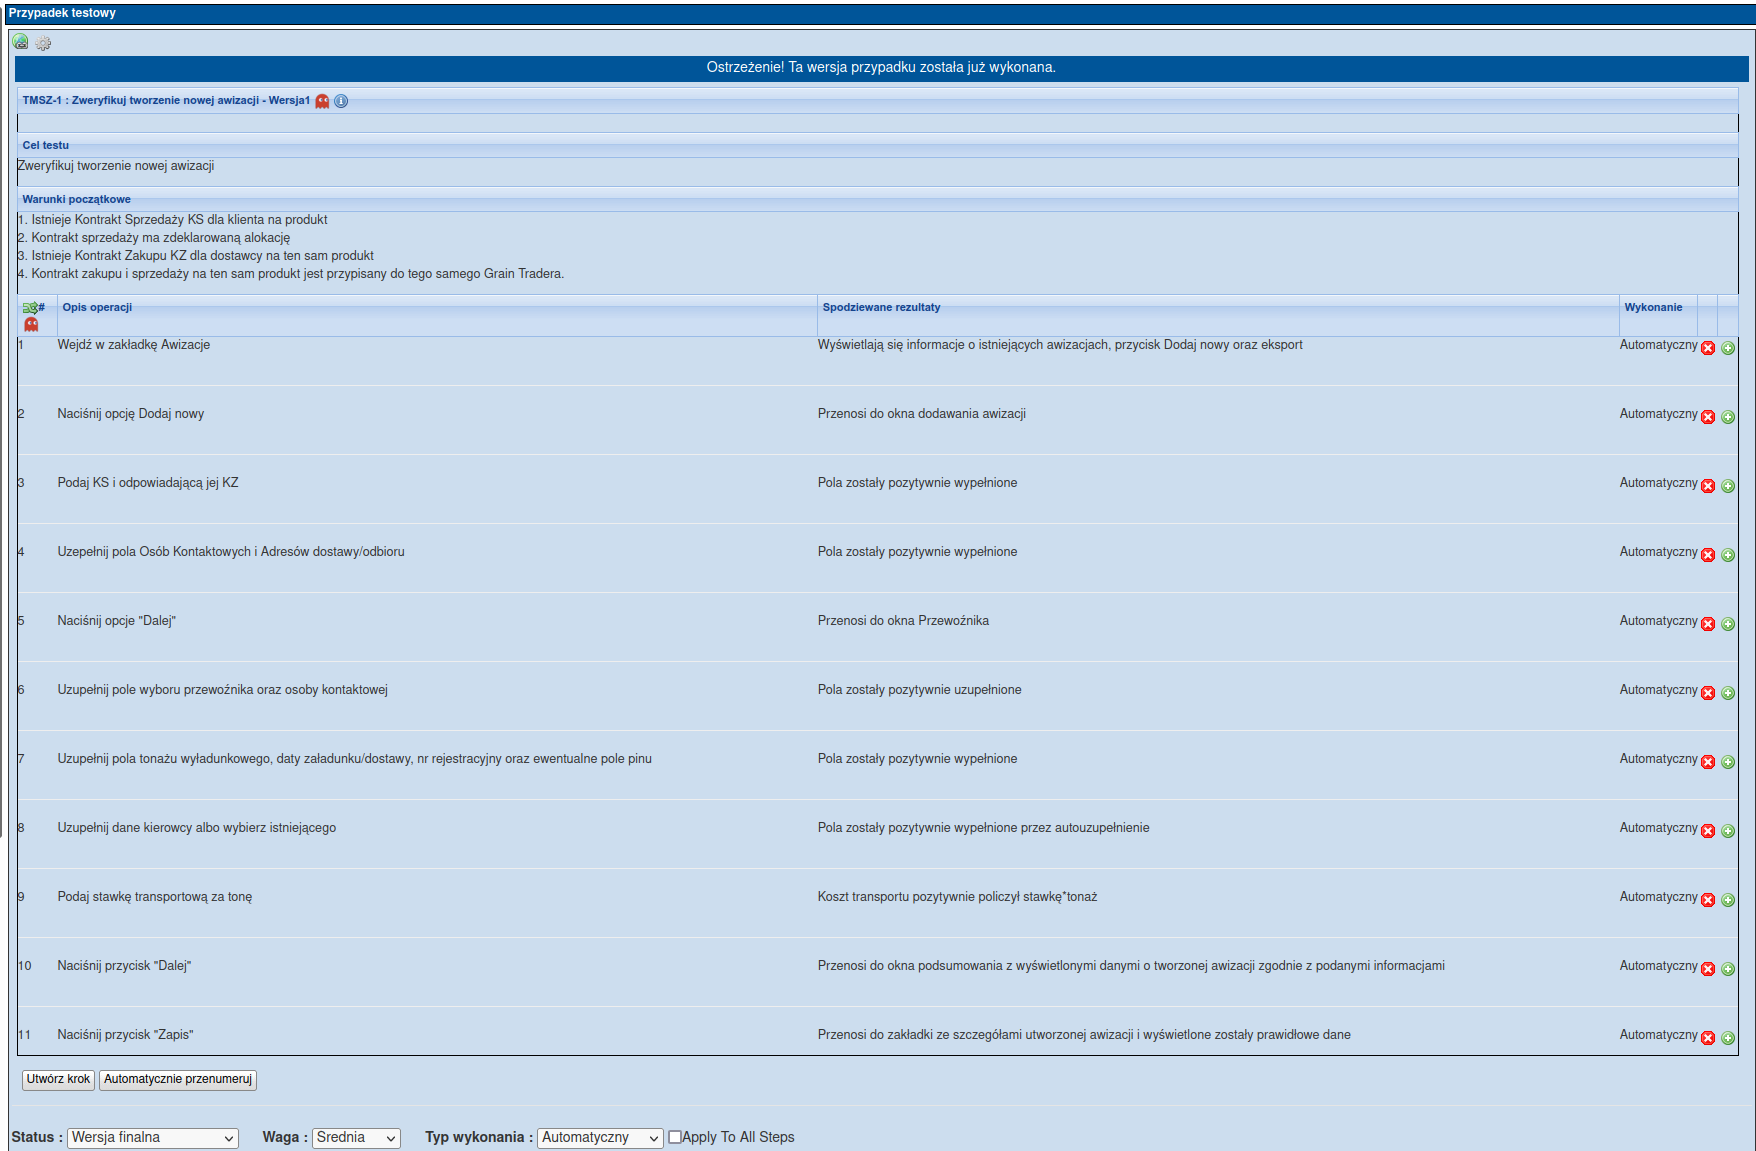 Przypadek testowy
Ostrzeżenie! Ta wersja przypadku została już wykonana.
TMSZ-1 : Zweryfikuj tworzenie nowej awizacji - Wersja1
Cel testu
Zweryfikuj tworzenie nowej awizacji
Warunki początkowe
1. Istnieje Kontrakt Sprzedaży KS dla klienta na produkt
2. Kontrakt sprzedaży ma zdeklarowaną alokację
3. Istnieje Kontrakt Zakupu KZ dla dostawcy na ten sam produkt
4. Kontrakt zakupu i sprzedaży na ten sam produkt jest przypisany do tego samego Grain Tradera.
# Opis operacji Spodziewane rezultaty Wykonanie
1 Wejdź w zakładkę Awizacje Wyświetlają się informacje o istniejących awizacjach, przycisk Dodaj nowy oraz eksport Automatyczny
2 Naciśnij opcję Dodaj nowy Przenosi do okna dodawania awizacji Automatyczny
3 Podaj KS i odpowiadającą jej KZ Pola zostały pozytywnie wypełnione Automatyczny
4 Uzepełnij pola Osób Kontaktowych i Adresów dostawy/odbioru Pola zostały pozytywnie wypełnione Automatyczny
5 Naciśnij opcje "Dalej" Przenosi do okna Przewoźnika Automatyczny
6 Uzupełnij pole wyboru przewoźnika oraz osoby kontaktowej Pola zostały pozytywnie uzupełnione Automatyczny
7 Uzupełnij pola tonażu wyładunkowego, daty załadunku/dostawy, nr rejestracyjny oraz ewentualne pole pinu Pola zostały pozytywnie wypełnione Automatyczny
8 Uzupełnij dane kierowcy albo wybierz istniejącego Pola zostały pozytywnie wypełnione przez autouzupełnienie Automatyczny
9 Podaj stawkę transportową za tonę Koszt transportu pozytywnie policzył stawkę*tonaż Automatyczny
10 Naciśnij przycisk "Dalej" Przenosi do okna podsumowania z wyświetlonymi danymi o tworzonej awizacji zgodnie z podanymi informacjami Automatyczny
11 Naciśnij przycisk "Zapis" Przenosi do zakładki ze szczegółami utworzonej awizacji i wyświetlone zostały prawidłowe dane Automatyczny
Utwórz krok Automatycznie przenumeruj
Status : Wersja finalna Waga : Srednia Typ wykonania : Automatyczny Apply To All Steps